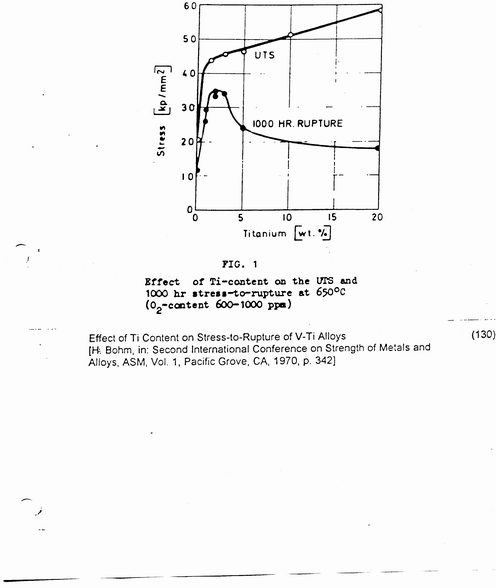 60
50
40
30
20
10
0
Stress [kp/mm²]
UTS
1000 HR. RUPTURE
0 5 10 15 20
Titanium [wt.%]
FIG. 1
Effect of Ti-content on the UTS and
1000 hr stress-to-rupture at 650°C
(O₂-content 600-1000 ppm)
Effect of Ti Content on Stress-to-Rupture of V-Ti Alloys (130)
[H. Bohm, in: Second International Conference on Strength of Metals and
Alloys, ASM, Vol. 1, Pacific Grove, CA, 1970, p. 342]